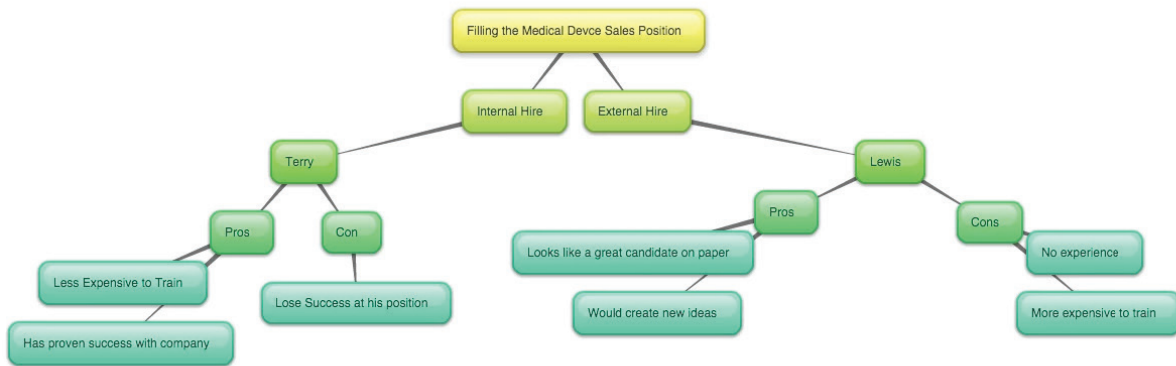 Filling the Medical Devce Sales Position
Internal Hire
External Hire
Terry
Lewis
Pros
Con
Pros
Cons
Less Expensive to Train
Has proven success with company
Lose Success at his position
Looks like a great candidate on paper
Would create new ideas
No experience
More expensive to train